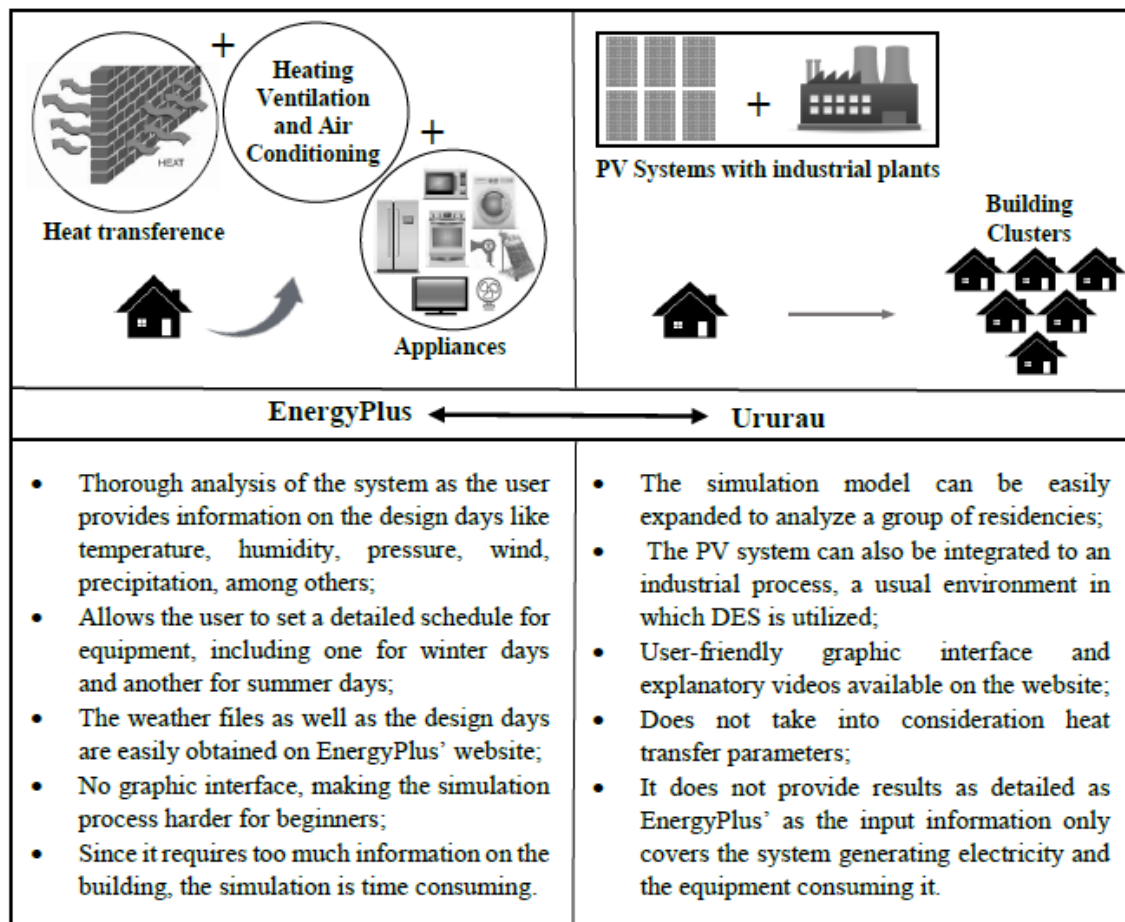 Heating
Ventilation
and Air
Conditioning
HEAT
Heat transference
Appliances
PV Systems with industrial plants
Building
Clusters
EnergyPlus
Ururau
• Thorough analysis of the system as the user
provides information on the design days like
temperature, humidity, pressure, wind,
precipitation, among others;
• Allows the user to set a detailed schedule for
equipment, including one for winter days
and another for summer days;
• The weather files as well as the design days
are easily obtained on EnergyPlus’ website;
• No graphic interface, making the simulation
process harder for beginners;
• Since it requires too much information on the
building, the simulation is time consuming.
• The simulation model can be easily
expanded to analyze a group of residencies;
• The PV system can also be integrated to an
industrial process, a usual environment in
which DES is utilized;
• User-friendly graphic interface and
explanatory videos available on the website;
• Does not take into consideration heat
transfer parameters;
• It does not provide results as detailed as
EnergyPlus’ as the input information only
covers the system generating electricity and
the equipment consuming it.